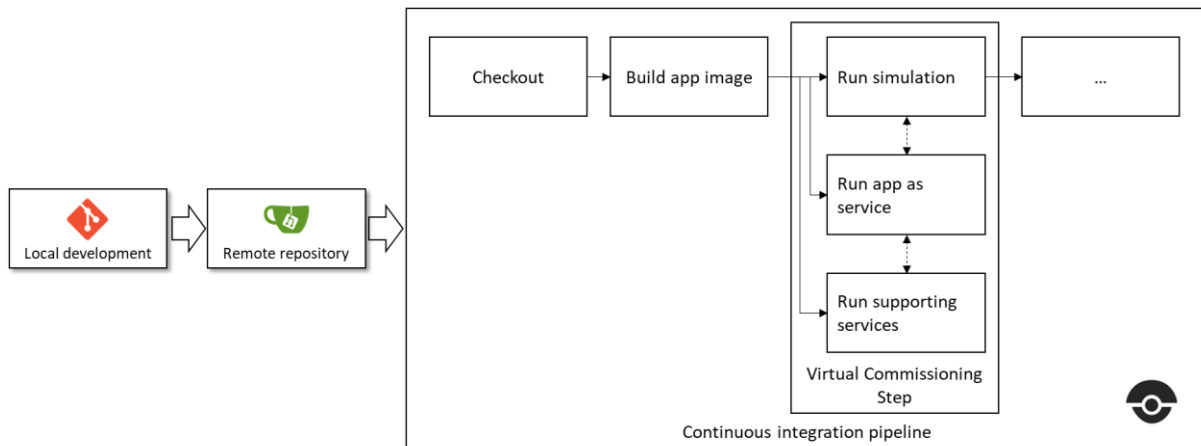 Checkout
Build app image
Run simulation
...
Run app as
service
Local development
Remote repository
Run supporting
services
Virtual Commissioning
Step
Continuous integration pipeline